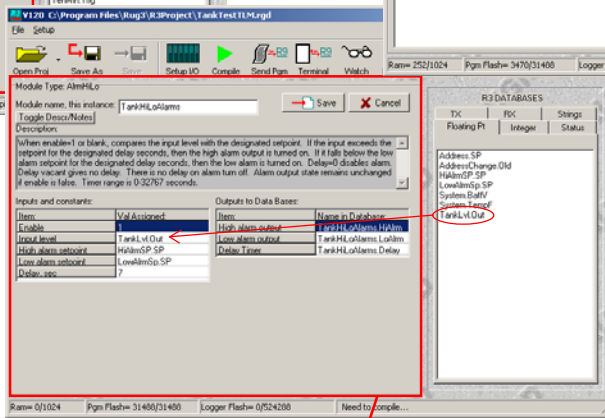 V120 C:\Program Files\Rug3\R3Project\TankTestTLM.rgd
File Setup
Open Proj Save As Save Setup I/O Compile Send Pgm Terminal Watch
Ram= 252/1024 Pgm Flash= 3470/31488 Logger
Module Type: AlmHiLo
Module name, this instance: TankHiLoAlarms Save Cancel
Toggle Descr/Notes
Description:
When enable=1 or blank, compares the input level with the designated setpoint. If the input exceeds the
setpoint for the designated delay seconds, then the high alarm output is turned on. If it falls below the low
alarm setpoint for the designated delay seconds, then the low alarm is turned on. Delay=0 disables alarm.
Delay vacant gives no delay. There is no delay on alarm turn off. Alarm output state remains unchanged
if enable is false. Timer range is 0-32767 seconds.
Inputs and constants:
Item: Val Assigned:
Enable 1
Input level TankLvl.Out
High alarm setpoint HiAlmSP.SP
Low alarm setpoint LowAlmSp.SP
Delay, sec 7
Outputs to Data Bases:
Item: Name in Database:
High alarm output TankHiLoAlarms.HiAlm
Low alarm output TankHiLoAlarms.LoAlm
Delay Timer TankHiLoAlarms.Delay
R3 DATABASES
TX RX Strings
Floating Pt Integer Status
Address.SP
AddressChange.Old
HiAlmSP.SP
LowAlmSp.SP
System.BattV
System.TempF
TankLvl.Out
Ram= 0/1024 Pgm Flash= 31488/31488 Logger Flash= 0/524288 Need to compile...